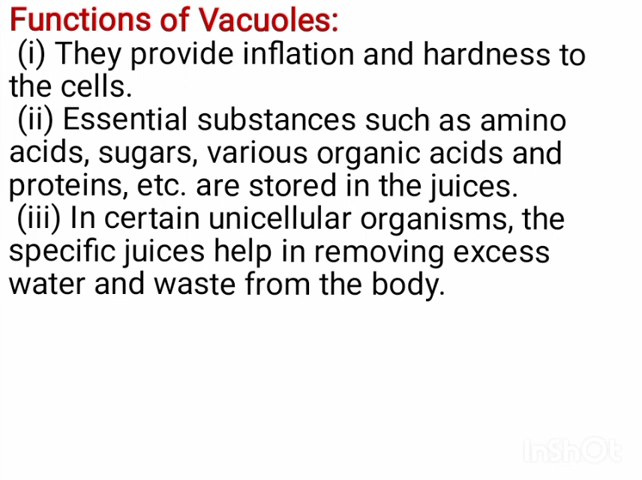 Functions of Vacuoles:
(i) They provide inflation and hardness to
the cells.
(ii) Essential substances such as amino
acids, sugars, various organic acids and
proteins, etc. are stored in the juices.
(iii) In certain unicellular organisms, the
specific juices help in removing excess
water and waste from the body.
InShOt